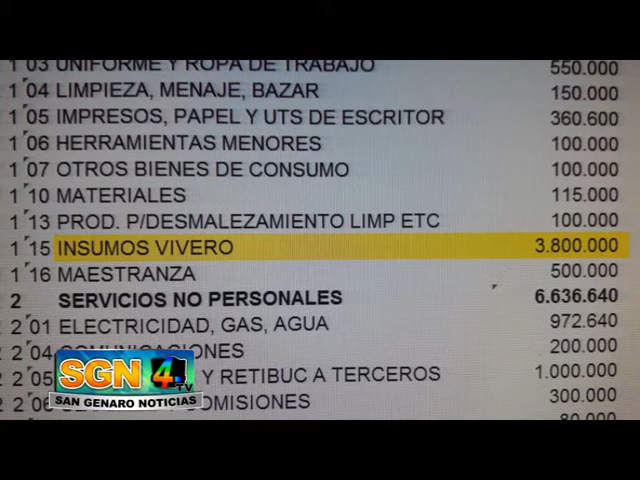 1 03 UNIFORME Y ROPA DE TRABAJO 550.000
1 04 LIMPIEZA, MENAJE, BAZAR 150.000
1 05 IMPRESOS, PAPEL Y UTS DE ESCRITOR 360.600
1 06 HERRAMIENTAS MENORES 100.000
1 07 OTROS BIENES DE CONSUMO 100.000
1 10 MATERIALES 115.000
1 13 PROD. P/DESMALEZAMIENTO LIMP ETC 100.000
1 15 INSUMOS VIVERO 3.800.000
1 16 MAESTRANZA 500.000
2 SERVICIOS NO PERSONALES 6.636.640
2 01 ELECTRICIDAD, GAS, AGUA 972.640
2 04 COMUNICACIONES 200.000
2 05 Y RETIBUC A TERCEROS 1.000.000
2 06 COMISIONES 300.000
80.000
SGN 4 TV
SAN GENARO NOTICIAS